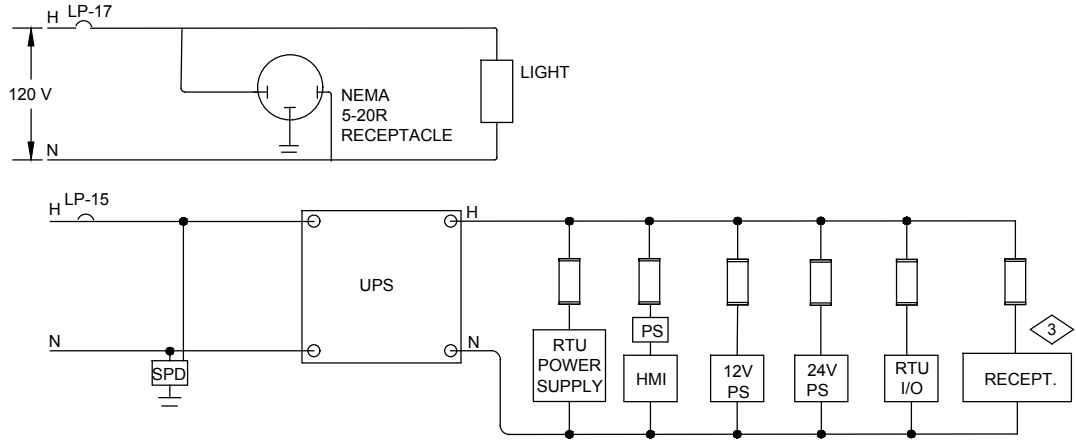 H LP-17
120 V
NEMA
5-20R
RECEPTACLE
LIGHT
N
H LP-15
H
UPS
N
N
SPD
RTU
POWER
SUPPLY
PS
HMI
12V
PS
24V
PS
RTU
I/O
3
RECEPT.